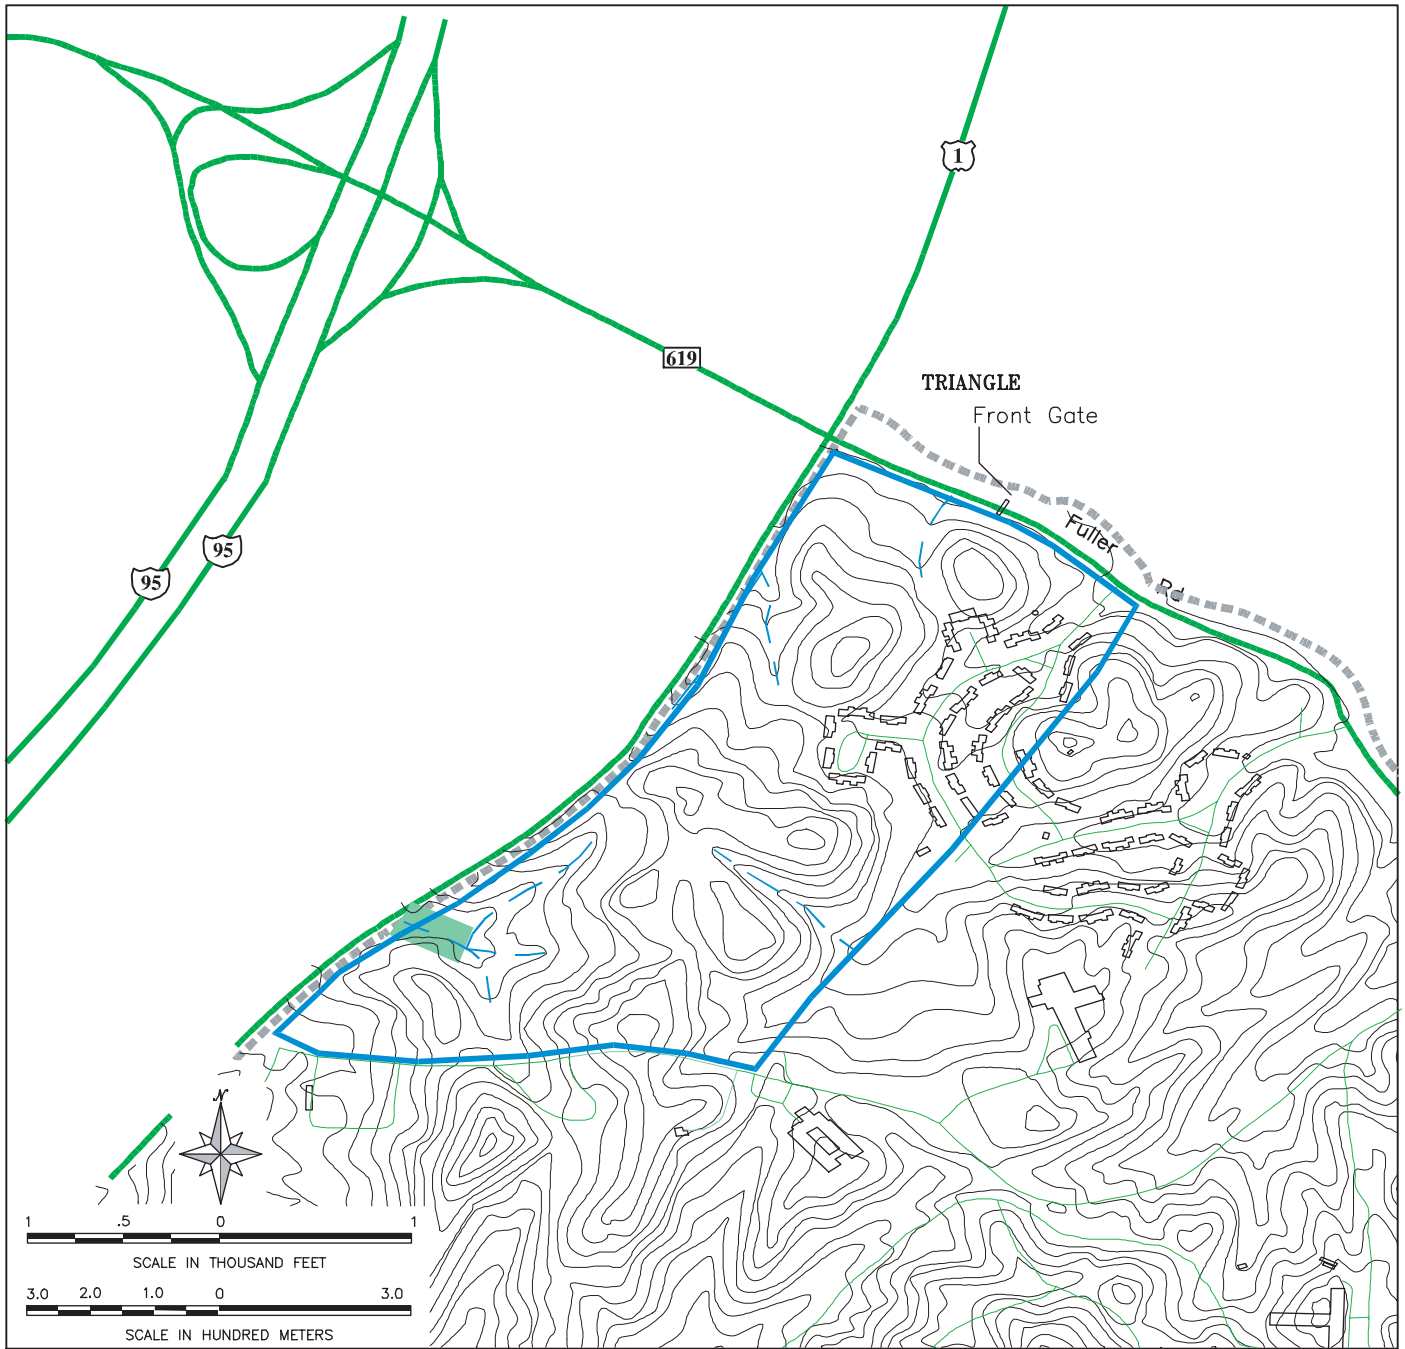 1
619
TRIANGLE
Front Gate
Fuller
Rd
95
95
N
1 .5 0 1
SCALE IN THOUSAND FEET
3.0 2.0 1.0 0 3.0
SCALE IN HUNDRED METERS